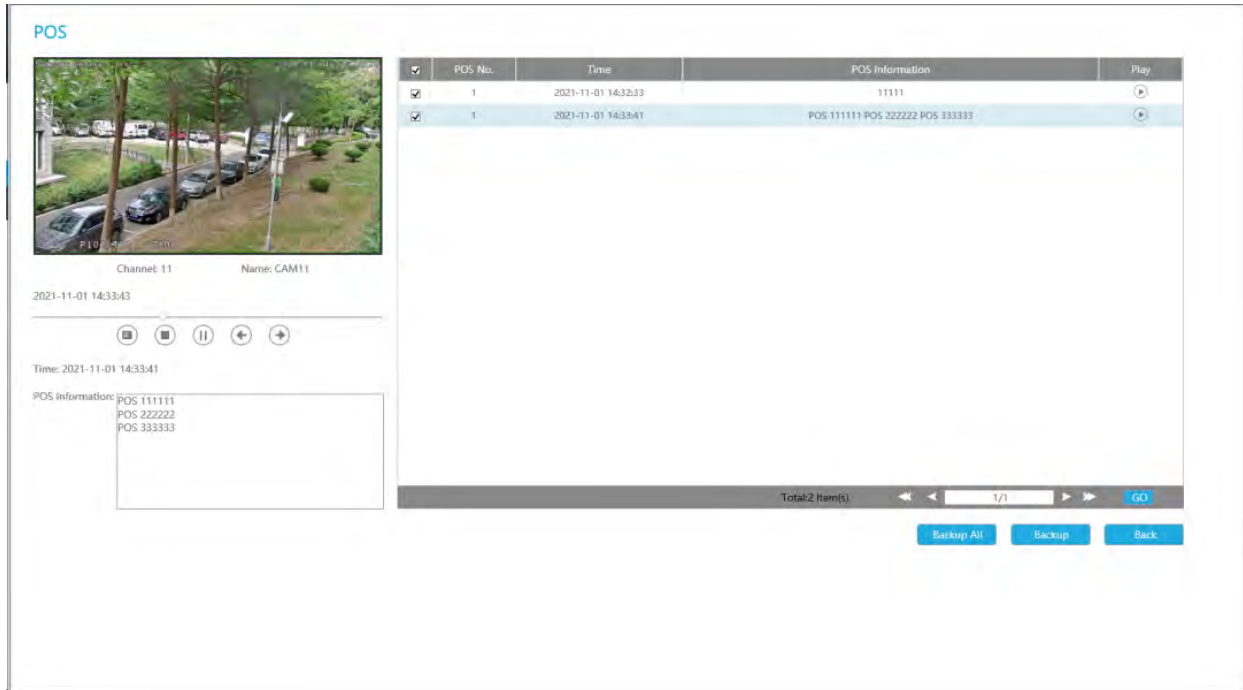 POS
Channel: 11 Name: CAM11
2021-11-01 14:33:43
Time: 2021-11-01 14:33:41
POS Information:
POS 111111
POS 222222
POS 333333
POS No. Time POS Information Play
1 2021-11-01 14:32:33 11111
1 2021-11-01 14:33:41 POS 111111 POS 222222 POS 333333
Total:2 Item(s) 1/1 GO
Backup All Backup Back